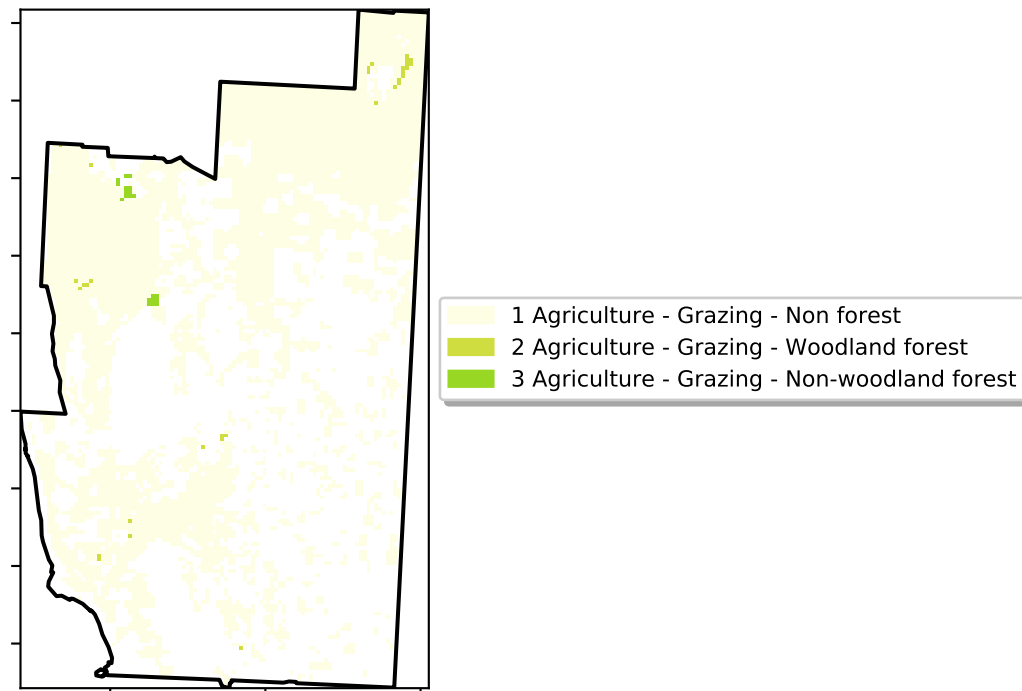 1 Agriculture - Grazing - Non forest
2 Agriculture - Grazing - Woodland forest
3 Agriculture - Grazing - Non-woodland forest